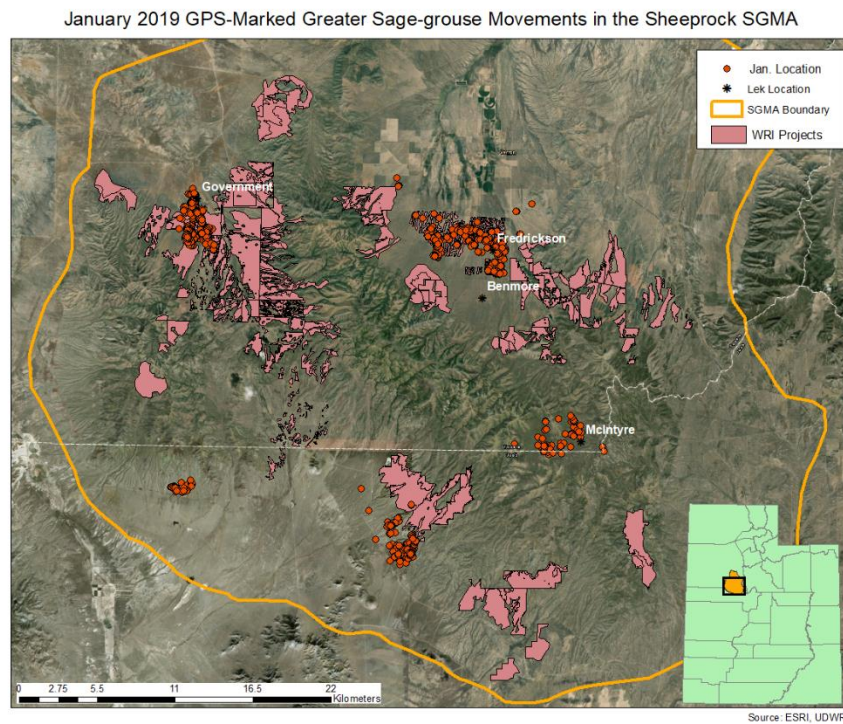 January 2019 GPS-Marked Greater Sage-grouse Movements in the Sheeprock SGMA
Jan. Location
Lek Location
SGMA Boundary
WRI Projects
Government
Fredrickson
Benmore
McIntyre
0 2.75 5.5 11 16.5 22
Kilometers
Source: ESRI, UDWR